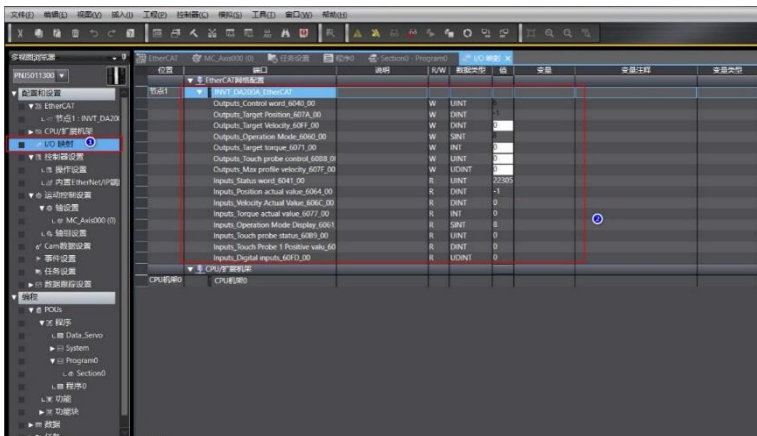 文件(F) 编辑(E) 视图(V) 插入(I) 工程(P) 控制器(C) 模拟(S) 工具(T) 窗口(W) 帮助(H)
多视图浏览器
PNJS011300
配置和设置
EtherCAT
节点1 : INVT_DA20
CPU/扩展机架
I/O 映射 1
控制器设置
操作设置
内置EtherNet/IP端
运动控制设置
轴设置
MC_Axis000 (0)
轴组设置
Cam数据设置
事件设置
任务设置
数据跟踪设置
编程
POUs
程序
Data_Servo
System
Program0
Section0
程序0
功能
功能块
数据
EtherCAT MC_Axis000 (0) 任务设置 程序0 Section0 - Program0 I/O 映射 X
位置 端口 说明 R/W 数据类型 值 变量 变量注释 变量类型
EtherCAT网络配置
节点1 INVT_DA200A_EtherCAT
Outputs_Control word_6040_00 W UINT
Outputs_Target Position_607A_00 W DINT -1
Outputs_Target Velocity_60FF_00 W DINT 0
Outputs_Operation Mode_6060_00 W SINT
Outputs_Target torque_6071_00 W INT 0
Outputs_Touch probe control_60B8_0 W UINT 0
Outputs_Max profile velocity_607F_00 W UDINT 0
Inputs_Status word_6041_00 R UINT 22305
Inputs_Position actual value_6064_00 R DINT -1
Inputs_Velocity Actual Value_606C_00 R DINT 0
Inputs_Torque actual value_6077_00 R INT 0
Inputs_Operation Mode Display_6061 R SINT 8
Inputs_Touch probe status_60B9_00 R UINT 0
Inputs_Touch Probe 1 Positive valu_60 R DINT 0
Inputs_Digital inputs_60FD_00 R UDINT 0
2
CPU/扩展机架
CPU机架0 CPU机架0